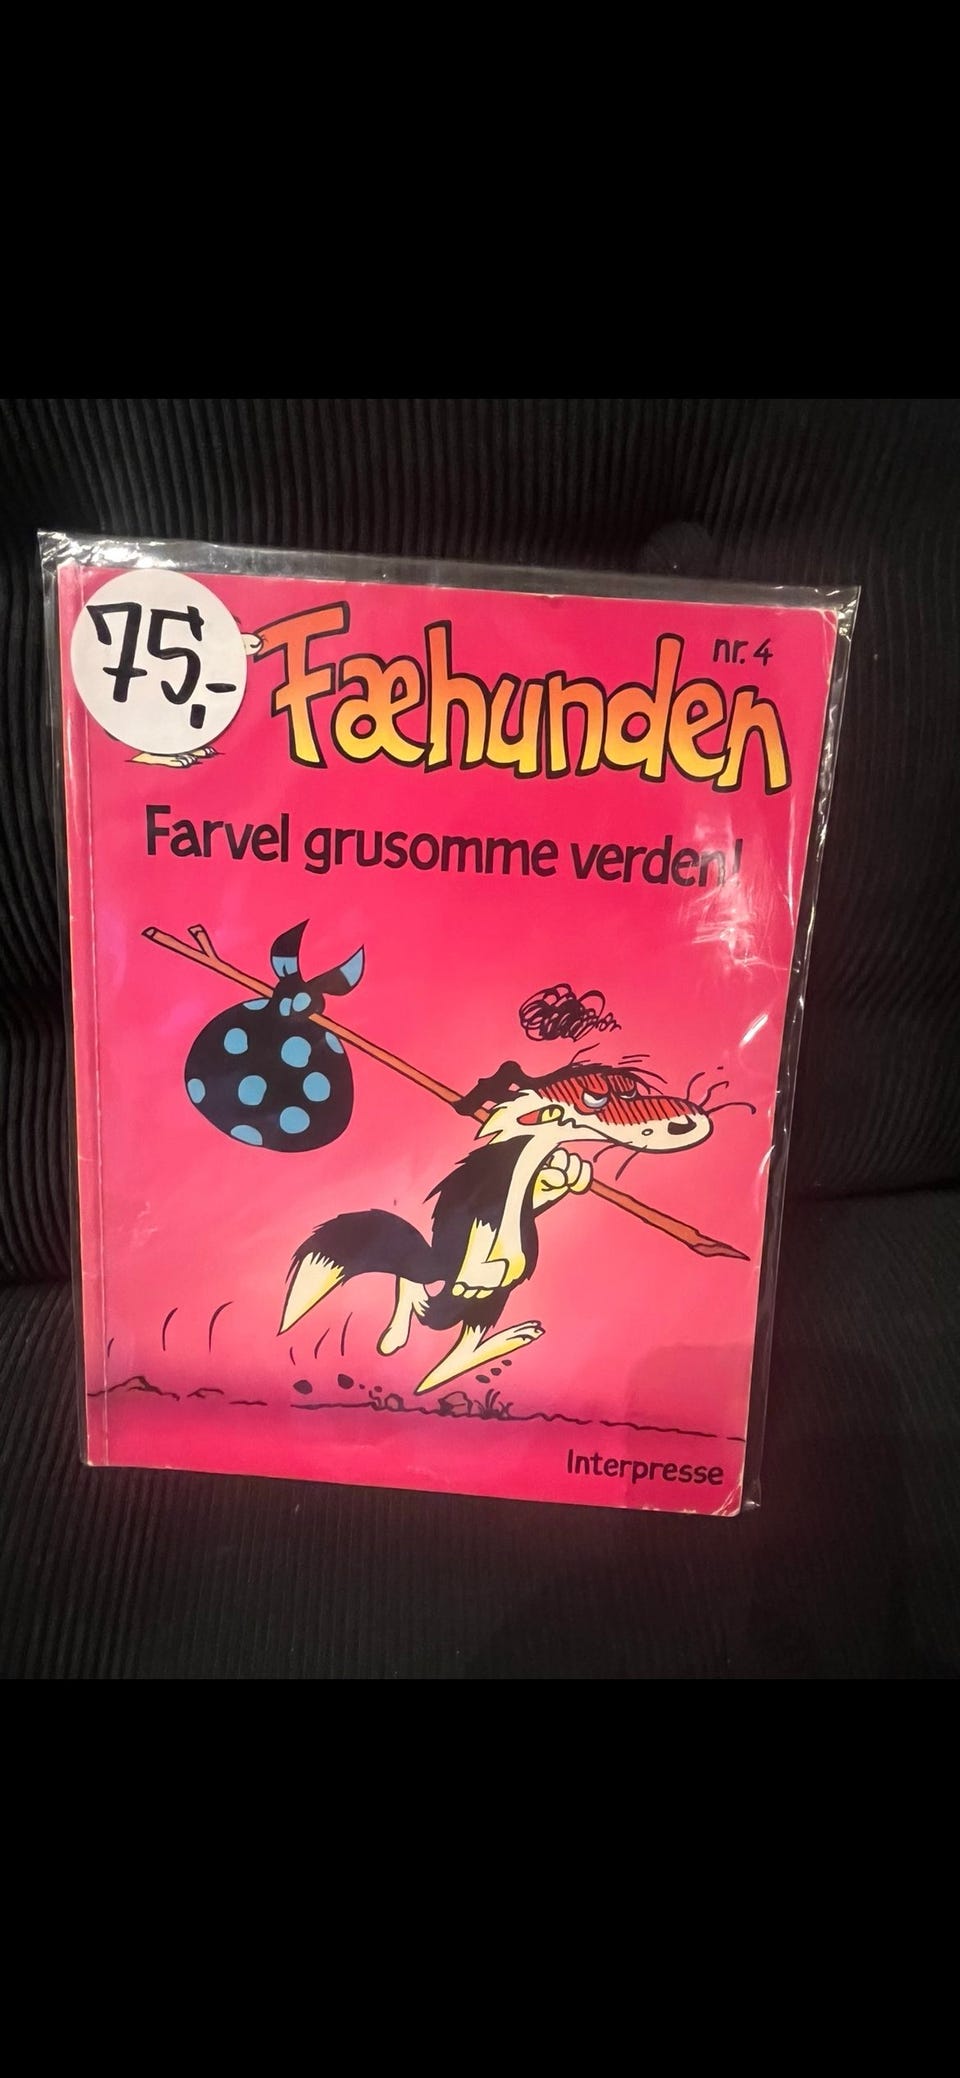 75,-
Fæhunden
nr. 4
Farvel grusomme verden!
Interpresse